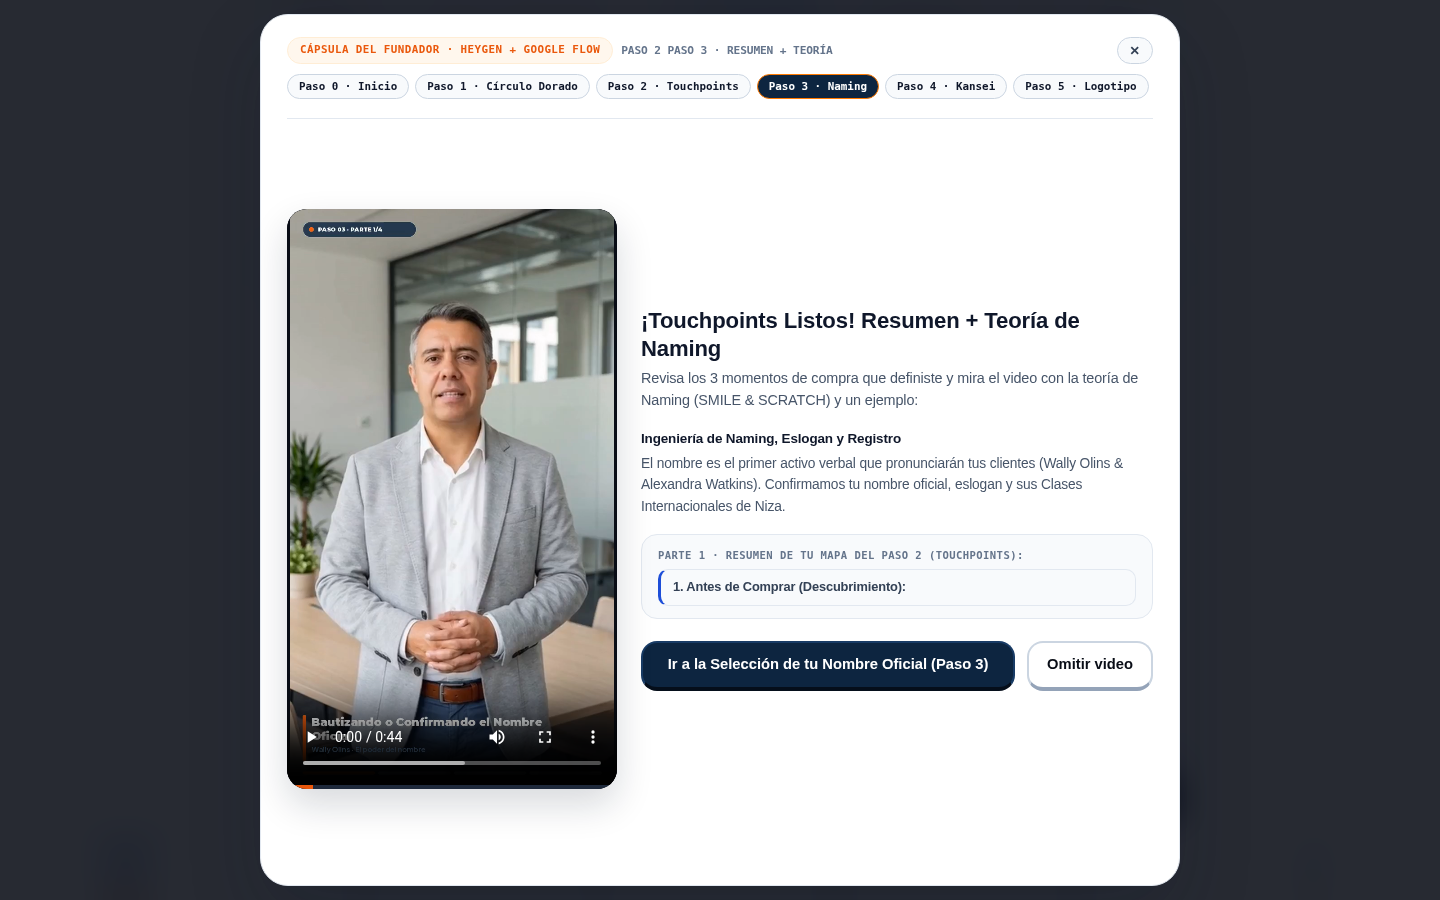 CÁPSULA DEL FUNDADOR · HEYGEN + GOOGLE FLOW
PASO 2 PASO 3 · RESUMEN + TEORÍA
✕
Paso 0 · Inicio
Paso 1 · Círculo Dorado
Paso 2 · Touchpoints
Paso 3 · Naming
Paso 4 · Kansei
Paso 5 · Logotipo
PASO 03 - PARTE 1/4
Bautizando o Confirmando el Nombre
0:00 / 0:44
Wally Olins
nombre
¡Touchpoints Listos! Resumen + Teoría de
Naming
Revisa los 3 momentos de compra que definiste y mira el video con la teoría de
Naming (SMILE & SCRATCH) y un ejemplo:
Ingeniería de Naming, Eslogan y Registro
El nombre es el primer activo verbal que pronunciarán tus clientes (Wally Olins &
Alexandra Watkins). Confirmamos tu nombre oficial, eslogan y sus Clases
Internacionales de Niza.
PARTE 1 · RESUMEN DE TU MAPA DEL PASO 2 (TOUCHPOINTS):
1. Antes de Comprar (Descubrimiento):
Ir a la Selección de tu Nombre Oficial (Paso 3)
Omitir video